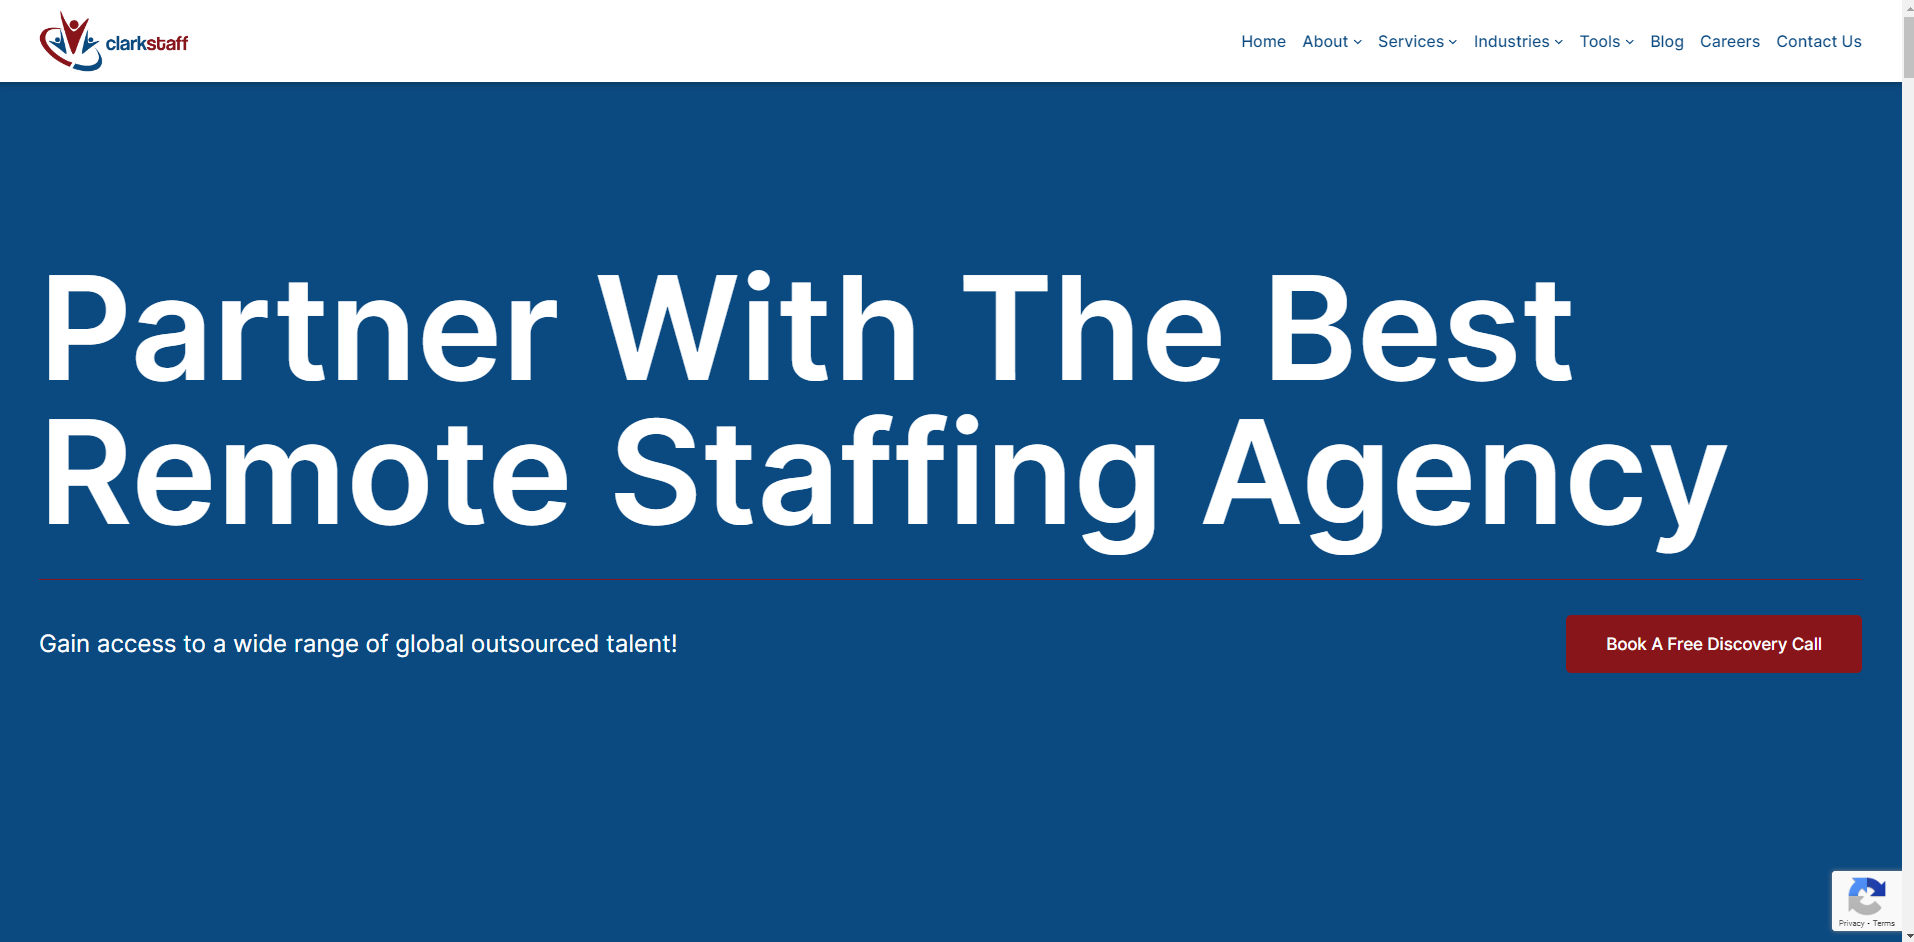 clarkstaff
Home About Services Industries Tools Blog Careers Contact Us
Partner With The Best
Remote Staffing Agency
Gain access to a wide range of global outsourced talent!
Book A Free Discovery Call
Privacy - Terms